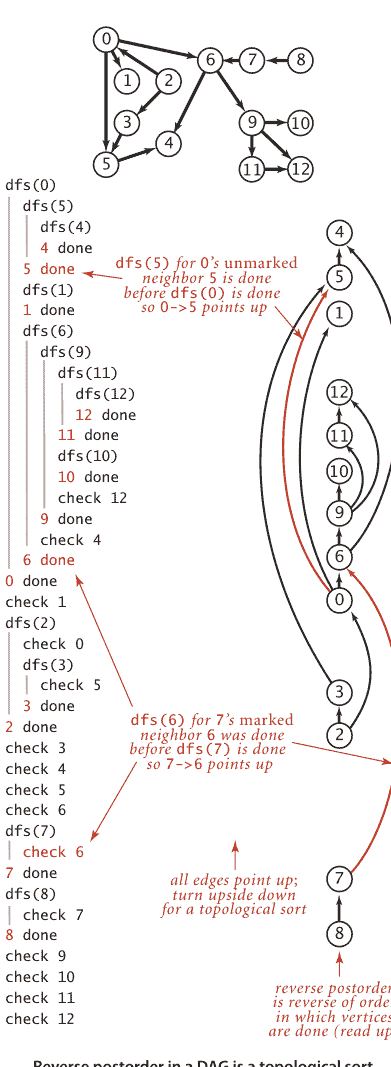 0
6
7
8
1
2
3
9
10
4
5
11
12
dfs(0)
dfs(5)
dfs(4)
4 done
5 done
dfs(1)
1 done
dfs(6)
dfs(9)
dfs(11)
dfs(12)
12 done
11 done
dfs(10)
10 done
check 12
9 done
check 4
6 done
0 done
check 1
dfs(2)
check 0
dfs(3)
check 5
3 done
2 done
check 3
check 4
check 5
check 6
dfs(7)
check 6
7 done
dfs(8)
check 7
8 done
check 9
check 10
check 11
check 12
dfs(5) for 0's unmarked
neighbor 5 is done
before dfs(0) is done
so 0->5 points up
dfs(6) for 7's marked
neighbor 6 was done
before dfs(7) is done
so 7->6 points up
all edges point up;
turn upside down
for a topological sort
4
5
1
12
11
10
9
6
0
3
2
7
8
reverse postorder
is reverse of order
in which vertices
are done (read up
Reverse postorder in a DAG is a topological sort